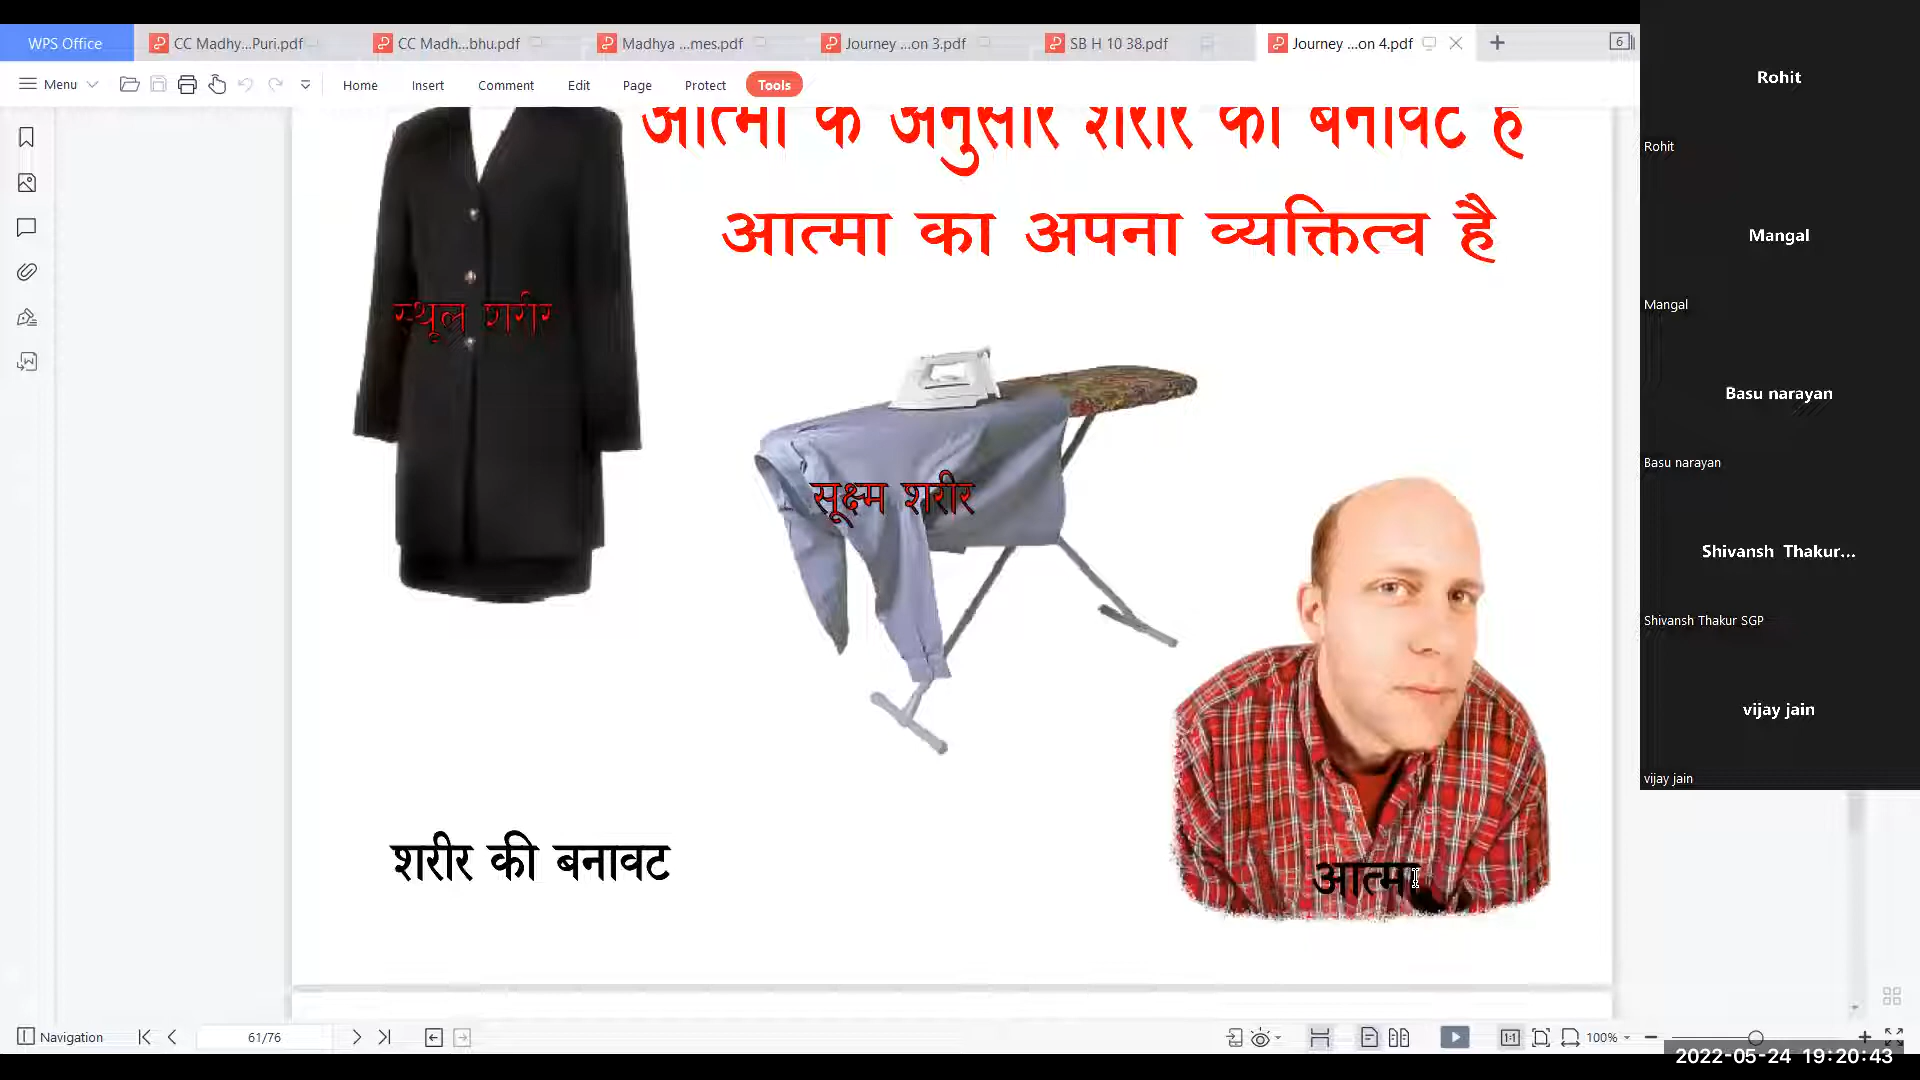 WPS Office
CC Madhy...Puri.pdf
CC Madh...bhu.pdf
Madhya ...mes.pdf
Journey ...on 3.pdf
SB H 10 38.pdf
Journey ...on 4.pdf
6
Menu
Home
Insert
Comment
Edit
Page
Protect
Tools
आत्मा के अनुसार शरीर की बनावट है
आत्मा का अपना व्यक्तित्व है
स्थूल शरीर
सूक्ष्म शरीर
शरीर की बनावट
आत्मा
Rohit
Rohit
Mangal
Mangal
Basu narayan
Basu narayan
Shivansh Thakur...
Shivansh Thakur SGP
vijay jain
vijay jain
Navigation
61/76
1:1
100%
2022-05-24 19:20:43